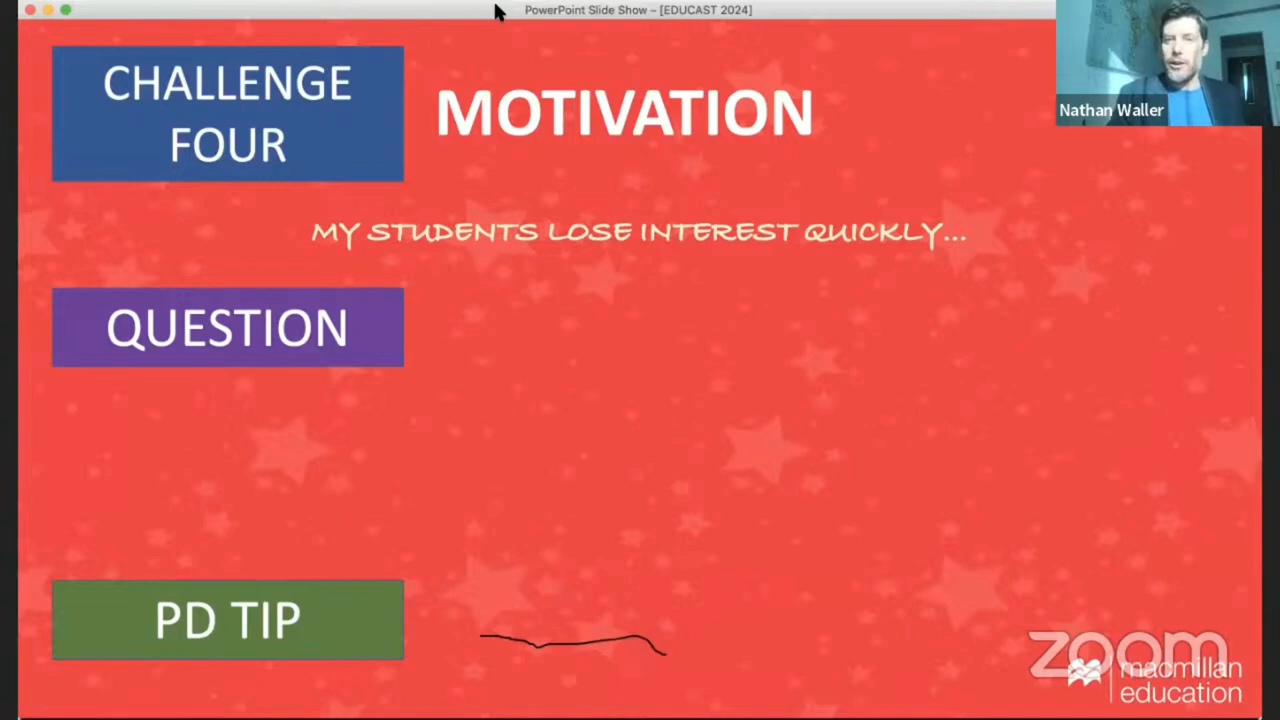 PowerPoint Slide Show – [EDUCAST 2024]
CHALLENGE
FOUR
MOTIVATION
Nathan Waller
MY STUDENTS LOSE INTEREST QUICKLY...
QUESTION
PD TIP
zoom
macmillan
education